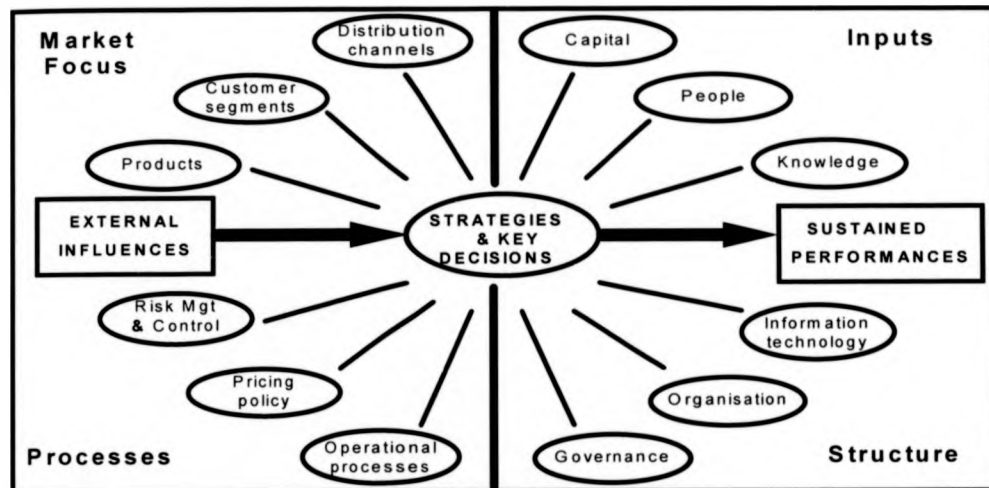 Market
Focus
Distribution
channels
Customer
segments
Products
Capital
Inputs
People
Knowledge
EXTERNAL
INFLUENCES
STRATEGIES
& KEY
DECISIONS
SUSTAINED
PERFORMANCES
Risk Mgt
& Control
Pricing
policy
Operational
processes
Processes
Information
technology
Organisation
Governance
Structure